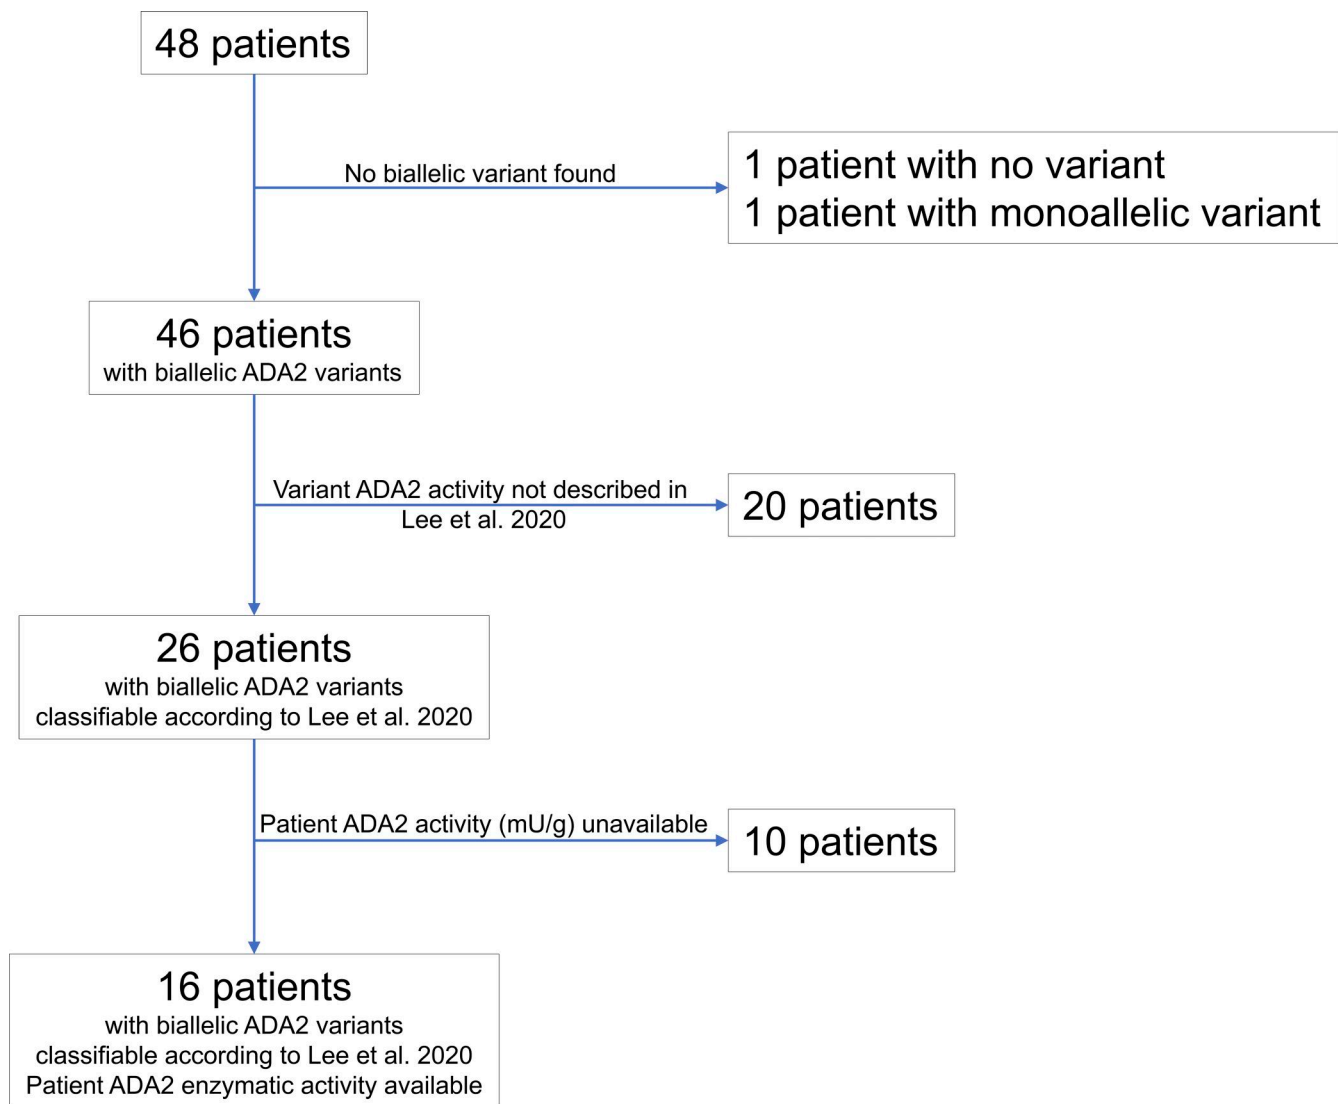 48 patients
No biallelic variant found
1 patient with no variant
1 patient with monoallelic variant
46 patients
with biallelic ADA2 variants
Variant ADA2 activity not described in
Lee et al. 2020
20 patients
26 patients
with biallelic ADA2 variants
classifiable according to Lee et al. 2020
Patient ADA2 activity (mU/g) unavailable
10 patients
16 patients
with biallelic ADA2 variants
classifiable according to Lee et al. 2020
Patient ADA2 enzymatic activity available